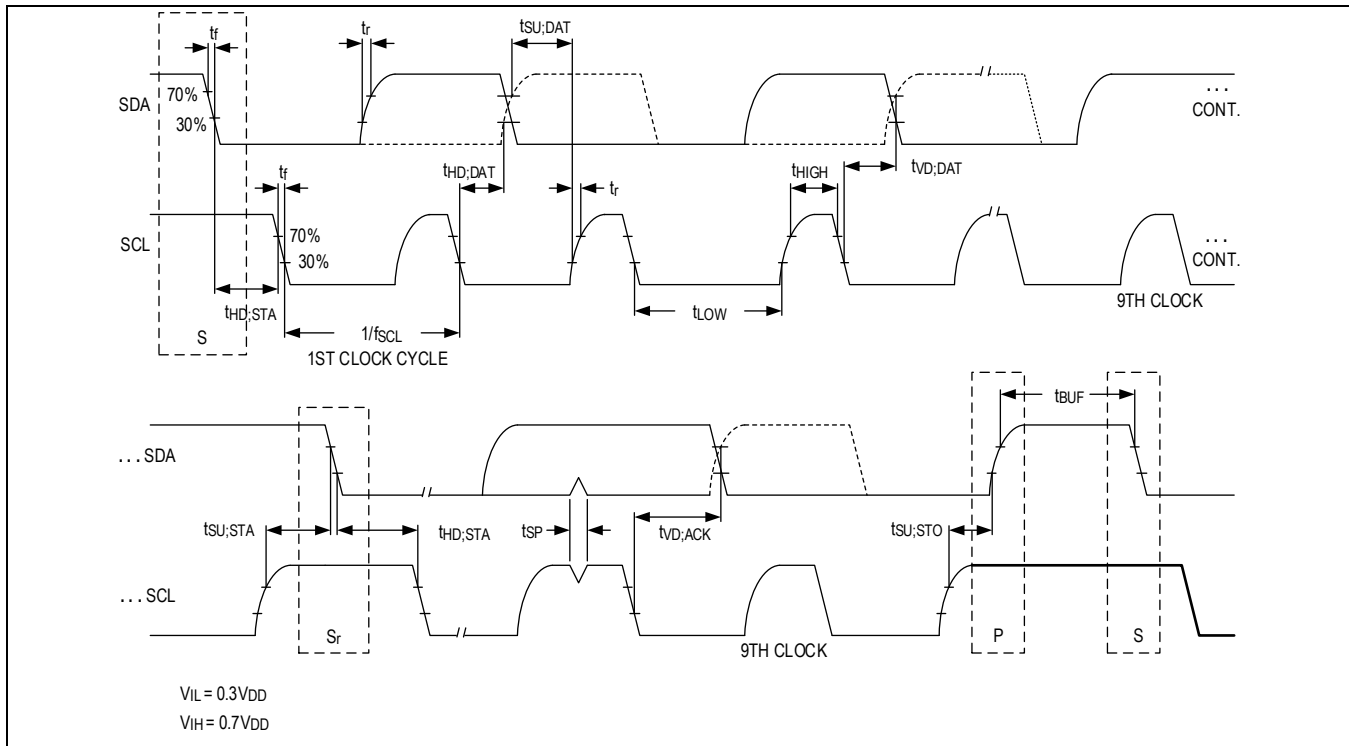 tf
tr
tSU;DAT
70%
SDA
30%
...
CONT.
tHD;DAT
tHIGH
tVD;DAT
tf
tr
70%
SCL
30%
...
CONT.
tHD;STA
tLOW
9TH CLOCK
S
1/fSCL
1ST CLOCK CYCLE
tBUF
...SDA
tSU;STA
tHD;STA
tSP
tVD;ACK
tSU;STO
...SCL
Sr
9TH CLOCK
P
S
VIL = 0.3VDD
VIH = 0.7VDD